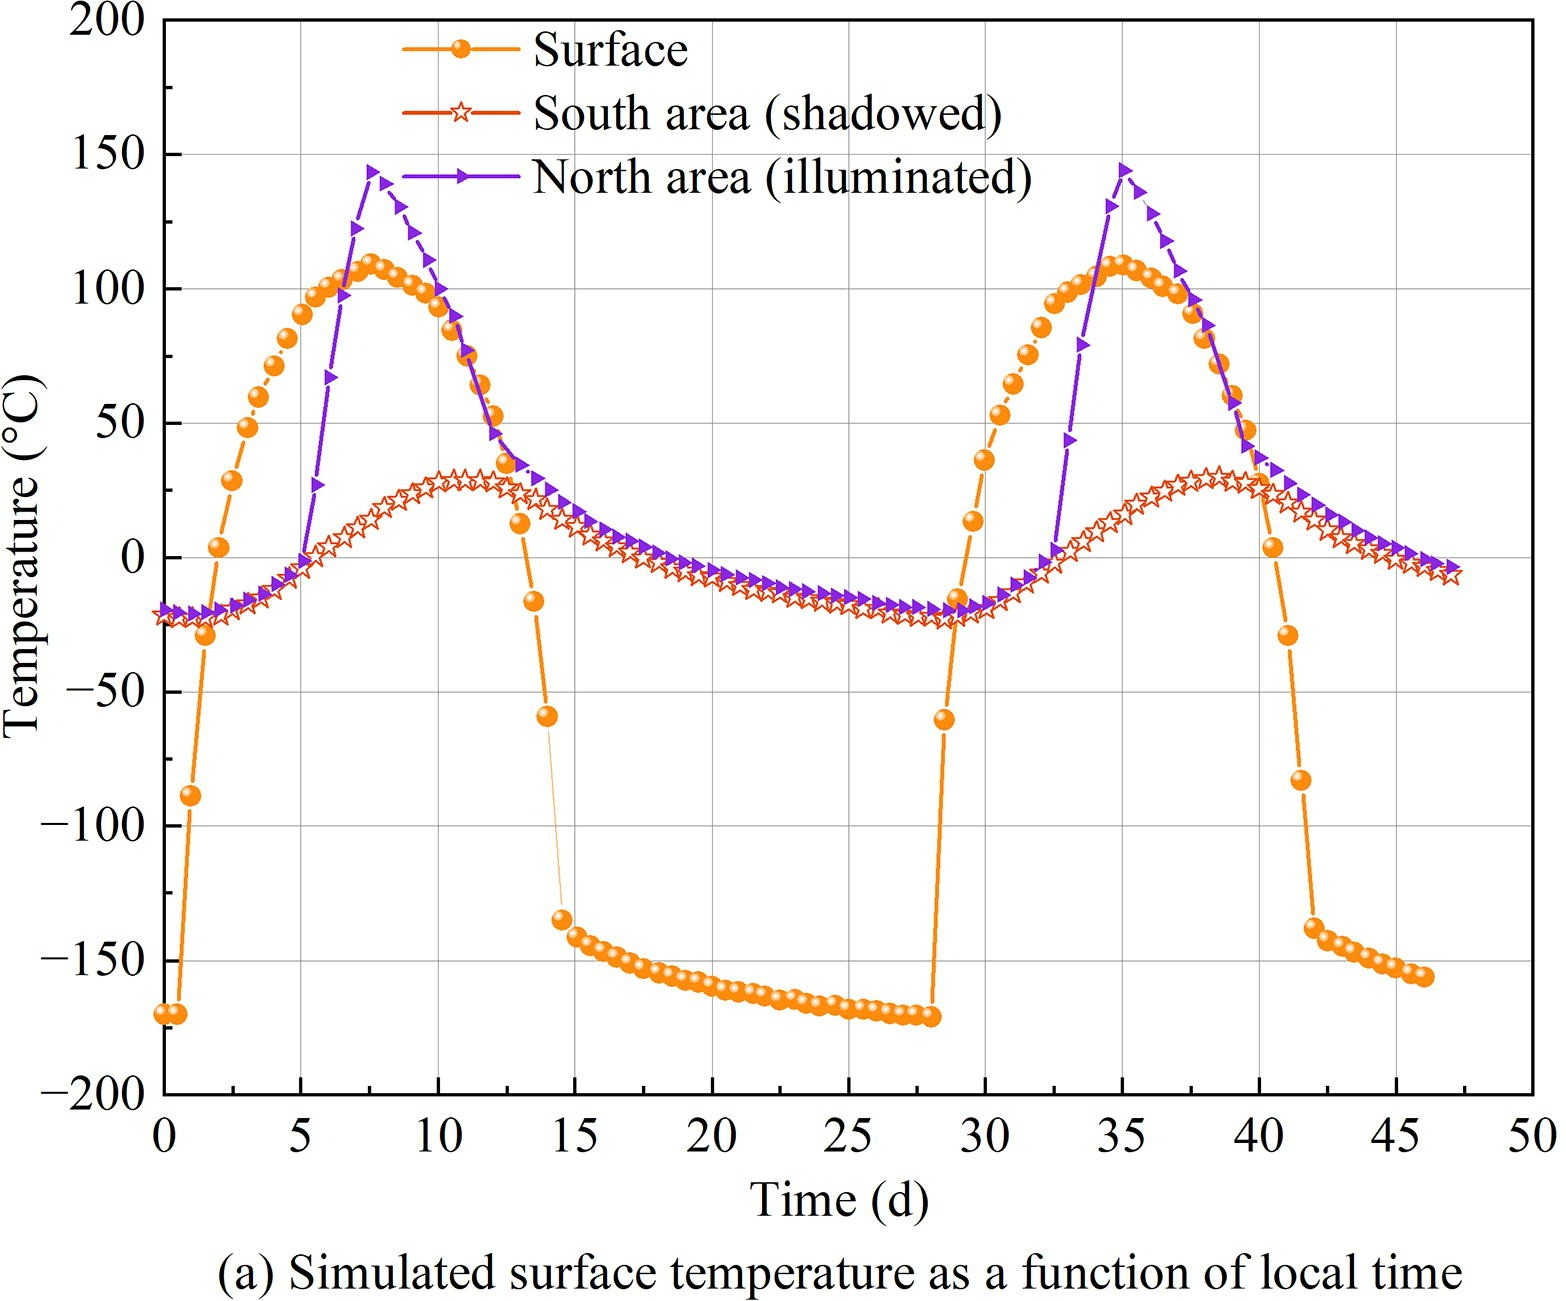 200
150
100
50
0
−50
−100
−150
−200
Temperature (°C)
Surface
South area (shadowed)
North area (illuminated)
0 5 10 15 20 25 30 35 40 45 50
Time (d)
(a) Simulated surface temperature as a function of local time